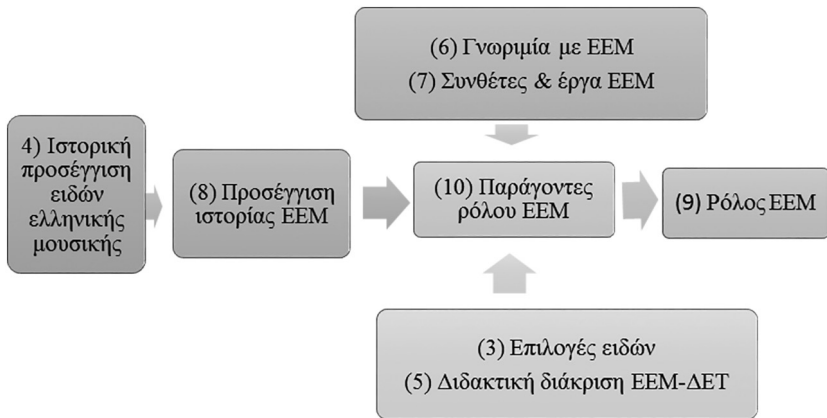 (6) Γνωριμία με ΕΕΜ
(7) Συνθέτες & έργα ΕΕΜ
4) Ιστορική
προσέγγιση
ειδών
ελληνικής
μουσικής
(8) Προσέγγιση
ιστορίας ΕΕΜ
(10) Παράγοντες
ρόλου ΕΕΜ
(9) Ρόλος ΕΕΜ
(3) Επιλογές ειδών
(5) Διδακτική διάκριση ΕΕΜ-ΔΕΤ